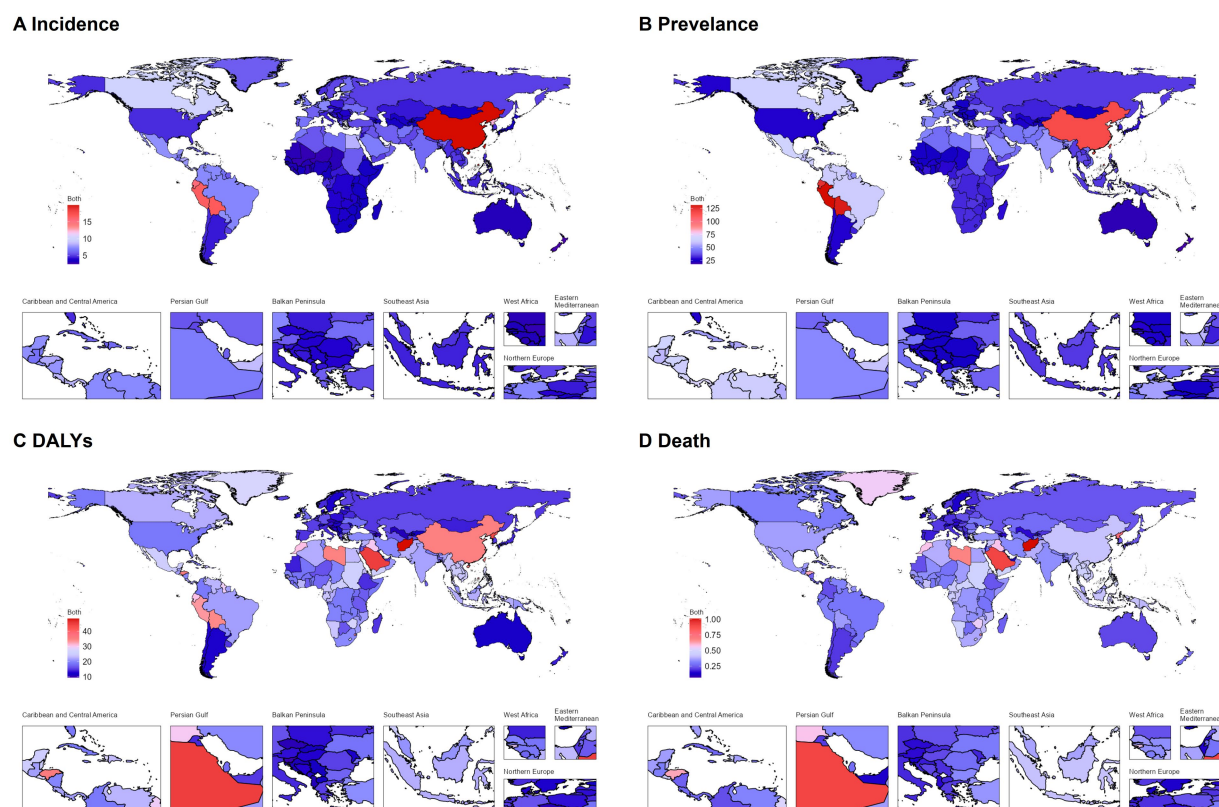 A Incidence
Both
15
10
5
Caribbean and Central America
Persian Gulf
Balkan Peninsula
Southeast Asia
West Africa
Eastern
Mediterranean
Northern Europe
B Prevelance
Both
125
100
75
50
25
Caribbean and Central America
Persian Gulf
Balkan Peninsula
Southeast Asia
West Africa
Eastern
Mediterranean
Northern Europe
C DALYs
Both
40
30
20
10
Caribbean and Central America
Persian Gulf
Balkan Peninsula
Southeast Asia
West Africa
Eastern
Mediterranean
Northern Europe
D Death
Both
1.00
0.75
0.50
0.25
Caribbean and Central America
Persian Gulf
Balkan Peninsula
Southeast Asia
West Africa
Eastern
Mediterranean
Northern Europe